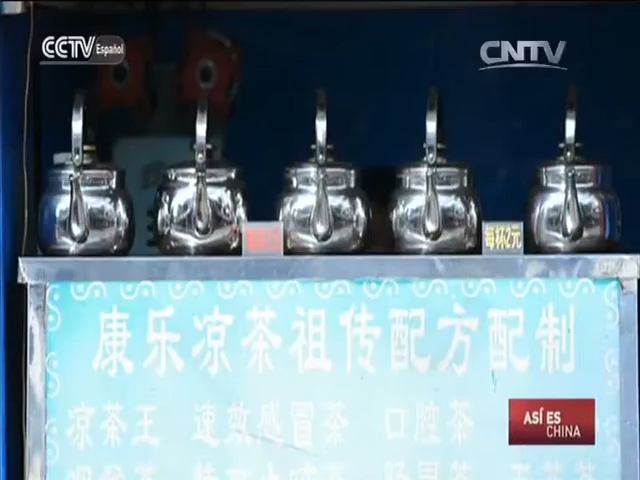 CCTV Español
CNTV
每杯2元
康乐凉茶祖传配方配制
凉茶王 速效感冒茶 口腔茶
ASÍ ES
CHINA